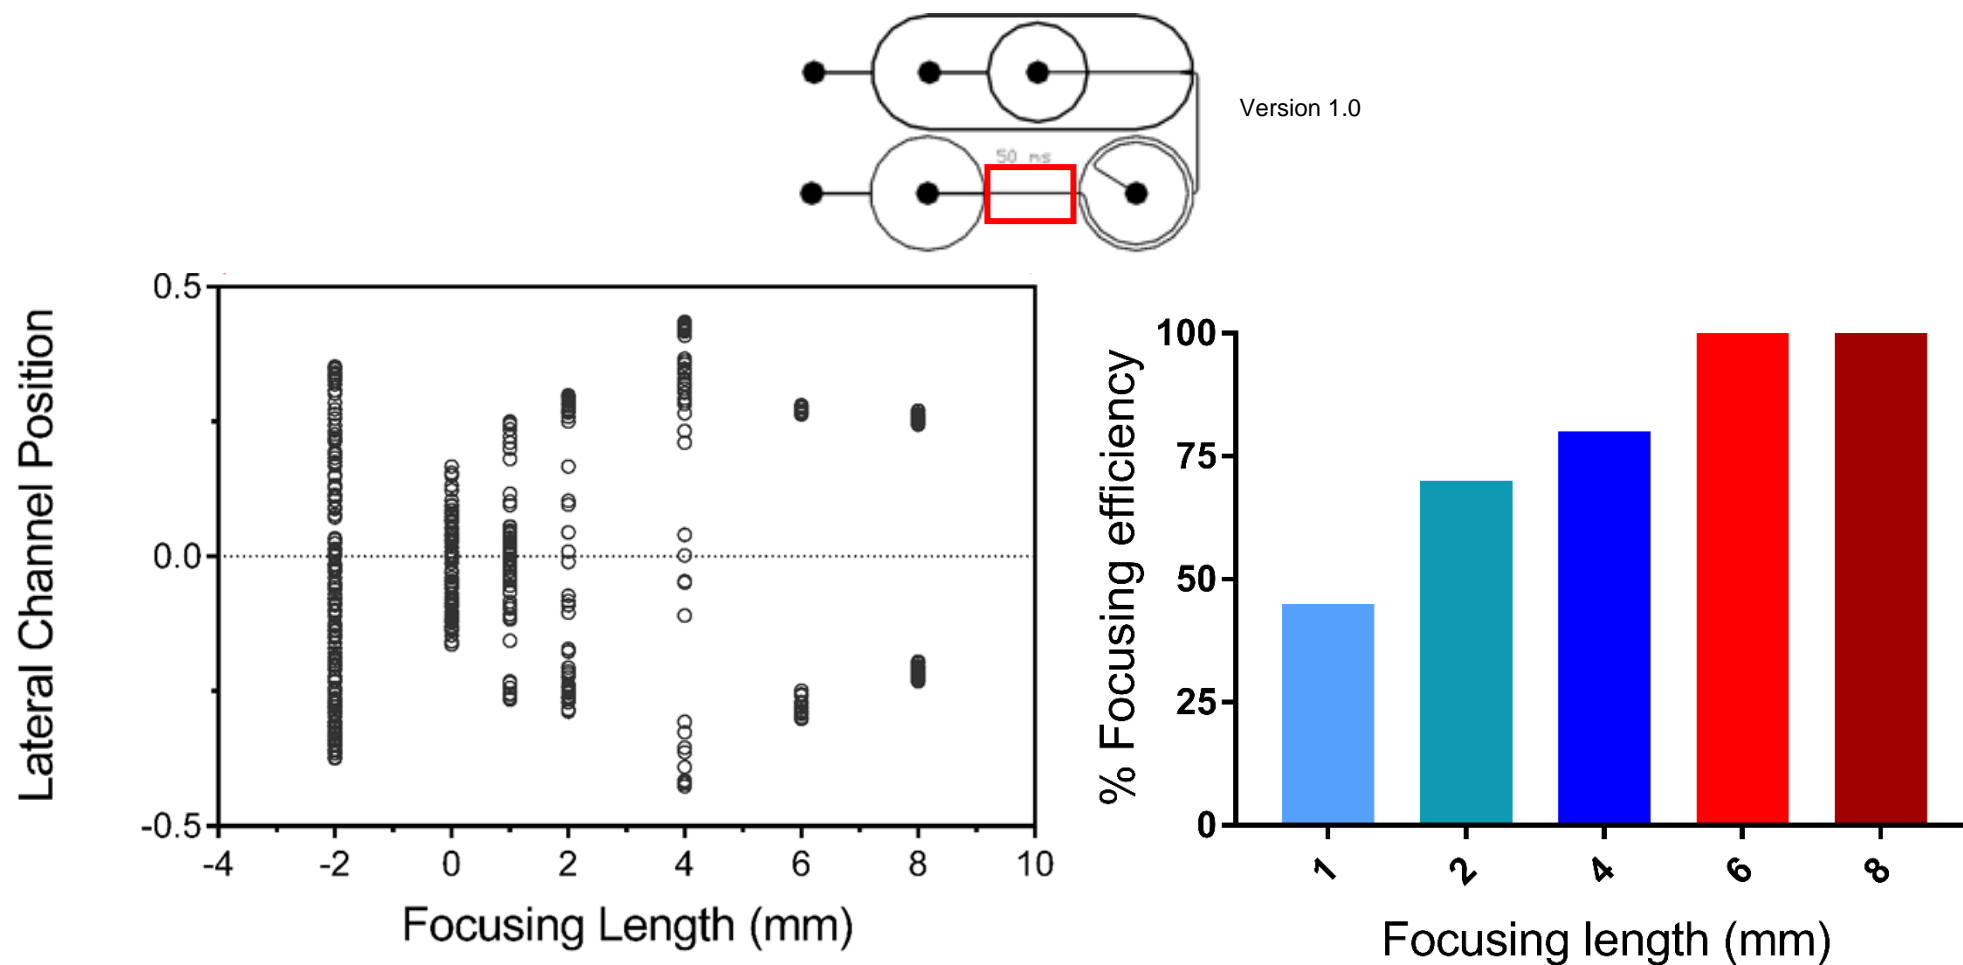 Version 1.0
50 ms
Lateral Channel Position
0.5
0.0
-0.5
-4 -2 0 2 4 6 8 10
Focusing Length (mm)
% Focusing efficiency
100
75
50
25
0
1 2 4 6 8
Focusing length (mm)